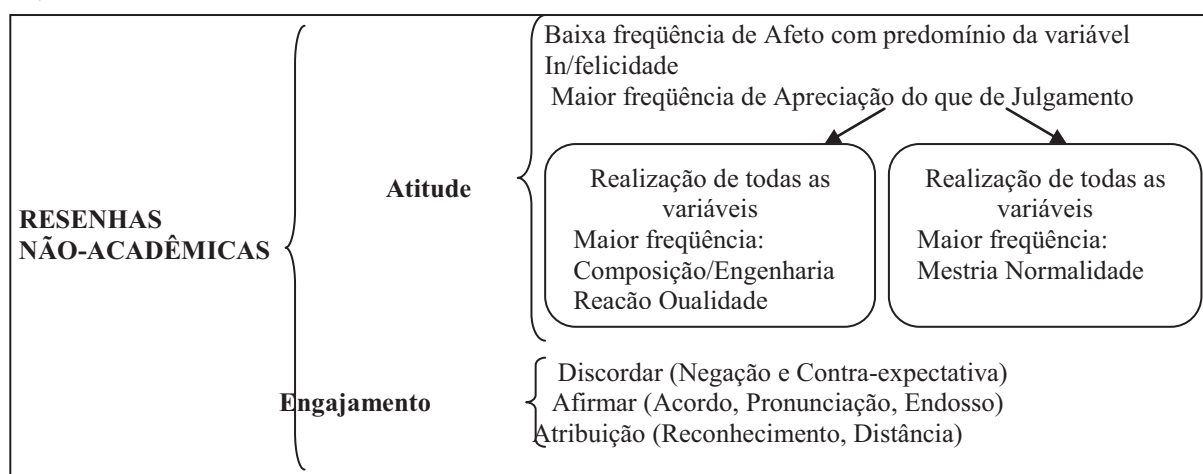 Baixa freqüência de Afeto com predomínio da variável
In/felicidade
Maior freqüência de Apreciação do que de Julgamento
Atitude
Realização de todas as
variáveis
Maior freqüência:
Composição/Engenharia
Reacão Oualidade
Realização de todas as
variáveis
Maior freqüência:
Mestria Normalidade
RESENHAS
NÃO-ACADÊMICAS
Engajamento
Discordar (Negação e Contra-expectativa)
Afirmar (Acordo, Pronunciação, Endosso)
Atribuição (Reconhecimento, Distância)